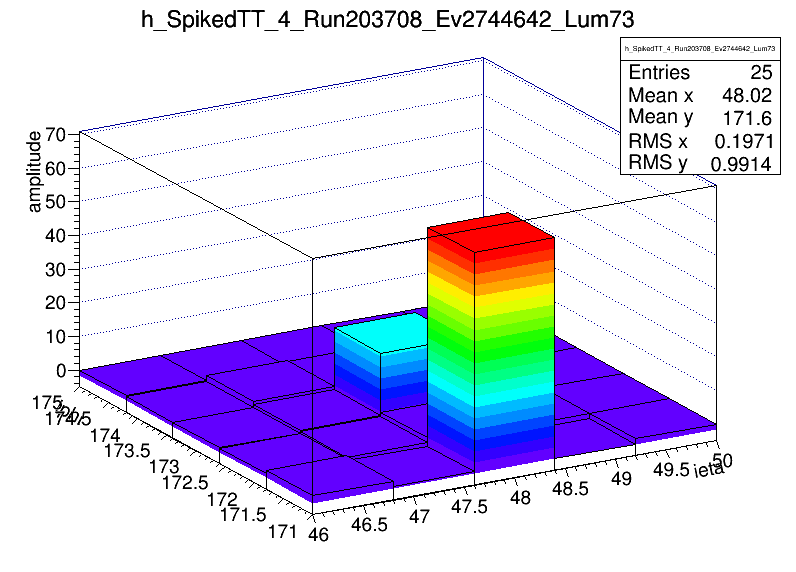 h_SpikedTT_4_Run203708_Ev2744642_Lum73
h_SpikedTT_4_Run203708_Ev2744642_Lum73
Entries 25
Mean x 48.02
Mean y 171.6
RMS x 0.1971
RMS y 0.9914
amplitude
70
60
50
40
30
20
10
0
175
174.5
174
173.5
173
172.5
172
171.5
171
46
46.5
47
47.5
48
48.5
49
49.5
50
ieta